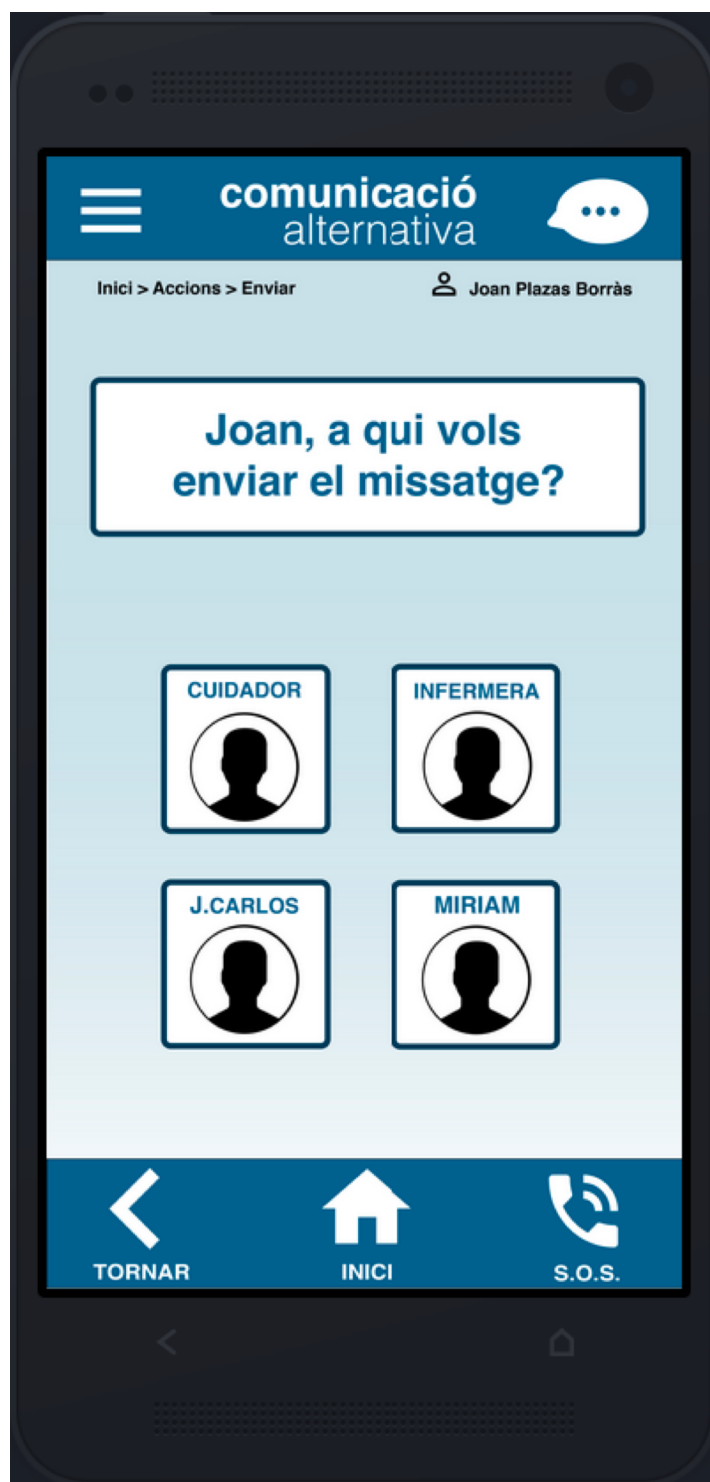 comunicació
alternativa
Inici > Accions > Enviar
Joan Plazas Borràs
Joan, a qui vols
enviar el missatge?
CUIDADOR
INFERMERA
J.CARLOS
MIRIAM
TORNAR
INICI
S.O.S.